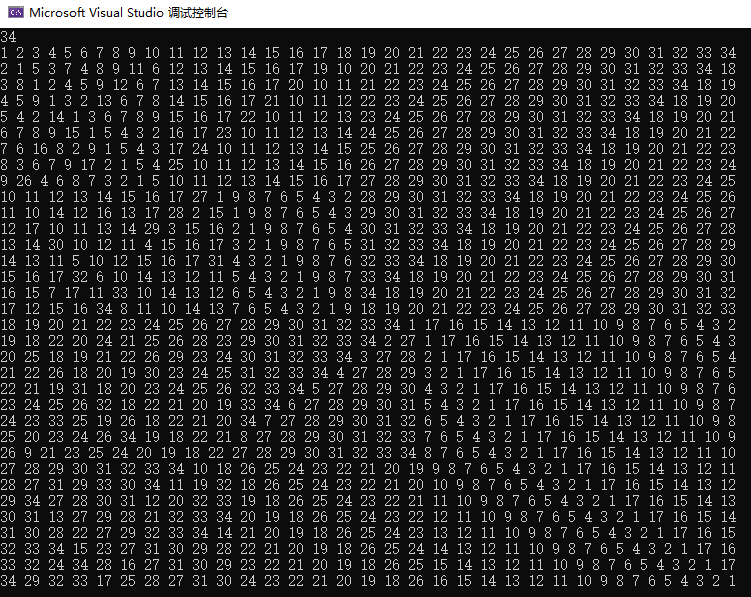 Microsoft Visual Studio 调试控制台
34
1 2 3 4 5 6 7 8 9 10 11 12 13 14 15 16 17 18 19 20 21 22 23 24 25 26 27 28 29 30 31 32 33 34
2 1 5 3 7 4 8 9 11 6 12 13 14 15 16 17 19 10 20 21 22 23 24 25 26 27 28 29 30 31 32 33 34 18
3 8 1 2 4 5 9 12 6 7 13 14 15 16 17 20 10 11 21 22 23 24 25 26 27 28 29 30 31 32 33 34 18 19
4 5 9 1 3 2 13 6 7 8 14 15 16 17 21 10 11 12 22 23 24 25 26 27 28 29 30 31 32 33 34 18 19 20
5 4 2 14 1 3 6 7 8 9 15 16 17 22 10 11 12 13 23 24 25 26 27 28 29 30 31 32 33 34 18 19 20 21
6 7 8 9 15 1 5 4 3 2 16 17 23 10 11 12 13 14 24 25 26 27 28 29 30 31 32 33 34 18 19 20 21 22
7 6 16 8 2 9 1 5 4 3 17 24 10 11 12 13 14 15 25 26 27 28 29 30 31 32 33 34 18 19 20 21 22 23
8 3 6 7 9 17 2 1 5 4 25 10 11 12 13 14 15 16 26 27 28 29 30 31 32 33 34 18 19 20 21 22 23 24
9 26 4 6 8 7 3 2 1 5 10 11 12 13 14 15 16 17 27 28 29 30 31 32 33 34 18 19 20 21 22 23 24 25
10 11 12 13 14 15 16 17 27 1 9 8 7 6 5 4 3 2 28 29 30 31 32 33 34 18 19 20 21 22 23 24 25 26
11 10 14 12 16 13 17 28 2 15 1 9 8 7 6 5 4 3 29 30 31 32 33 34 18 19 20 21 22 23 24 25 26 27
12 17 10 11 13 14 29 3 15 16 2 1 9 8 7 6 5 4 30 31 32 33 34 18 19 20 21 22 23 24 25 26 27 28
13 14 30 10 12 11 4 15 16 17 3 2 1 9 8 7 6 5 31 32 33 34 18 19 20 21 22 23 24 25 26 27 28 29
14 13 11 5 10 12 15 16 17 31 4 3 2 1 9 8 7 6 32 33 34 18 19 20 21 22 23 24 25 26 27 28 29 30
15 16 17 32 6 10 14 13 12 11 5 4 3 2 1 9 8 7 33 34 18 19 20 21 22 23 24 25 26 27 28 29 30 31
16 15 7 17 11 33 10 14 13 12 6 5 4 3 2 1 9 8 34 18 19 20 21 22 23 24 25 26 27 28 29 30 31 32
17 12 15 16 34 8 11 10 14 13 7 6 5 4 3 2 1 9 18 19 20 21 22 23 24 25 26 27 28 29 30 31 32 33
18 19 20 21 22 23 24 25 26 27 28 29 30 31 32 33 34 1 17 16 15 14 13 12 11 10 9 8 7 6 5 4 3 2
19 18 22 20 24 21 25 26 28 23 29 30 31 32 33 34 2 27 1 17 16 15 14 13 12 11 10 9 8 7 6 5 4 3
20 25 18 19 21 22 26 29 23 24 30 31 32 33 34 3 27 28 2 1 17 16 15 14 13 12 11 10 9 8 7 6 5 4
21 22 26 18 20 19 30 23 24 25 31 32 33 34 4 27 28 29 3 2 1 17 16 15 14 13 12 11 10 9 8 7 6 5
22 21 19 31 18 20 23 24 25 26 32 33 34 5 27 28 29 30 4 3 2 1 17 16 15 14 13 12 11 10 9 8 7 6
23 24 25 26 32 18 22 21 20 19 33 34 6 27 28 29 30 31 5 4 3 2 1 17 16 15 14 13 12 11 10 9 8 7
24 23 33 25 19 26 18 22 21 20 34 7 27 28 29 30 31 32 6 5 4 3 2 1 17 16 15 14 13 12 11 10 9 8
25 20 23 24 26 34 19 18 22 21 8 27 28 29 30 31 32 33 7 6 5 4 3 2 1 17 16 15 14 13 12 11 10 9
26 9 21 23 25 24 20 19 18 22 27 28 29 30 31 32 33 34 8 7 6 5 4 3 2 1 17 16 15 14 13 12 11 10
27 28 29 30 31 32 33 34 10 18 26 25 24 23 22 21 20 19 9 8 7 6 5 4 3 2 1 17 16 15 14 13 12 11
28 27 31 29 33 30 34 11 19 32 18 26 25 24 23 22 21 20 10 9 8 7 6 5 4 3 2 1 17 16 15 14 13 12
29 34 27 28 30 31 12 20 32 33 19 18 26 25 24 23 22 21 11 10 9 8 7 6 5 4 3 2 1 17 16 15 14 13
30 31 13 27 29 28 21 32 33 34 20 19 18 26 25 24 23 22 12 11 10 9 8 7 6 5 4 3 2 1 17 16 15 14
31 30 28 22 27 29 32 33 34 14 21 20 19 18 26 25 24 23 13 12 11 10 9 8 7 6 5 4 3 2 1 17 16 15
32 33 34 15 23 27 31 30 29 28 22 21 20 19 18 26 25 24 14 13 12 11 10 9 8 7 6 5 4 3 2 1 17 16
33 32 24 34 28 16 27 31 30 29 23 22 21 20 19 18 26 25 15 14 13 12 11 10 9 8 7 6 5 4 3 2 1 17
34 29 32 33 17 25 28 27 31 30 24 23 22 21 20 19 18 26 16 15 14 13 12 11 10 9 8 7 6 5 4 3 2 1